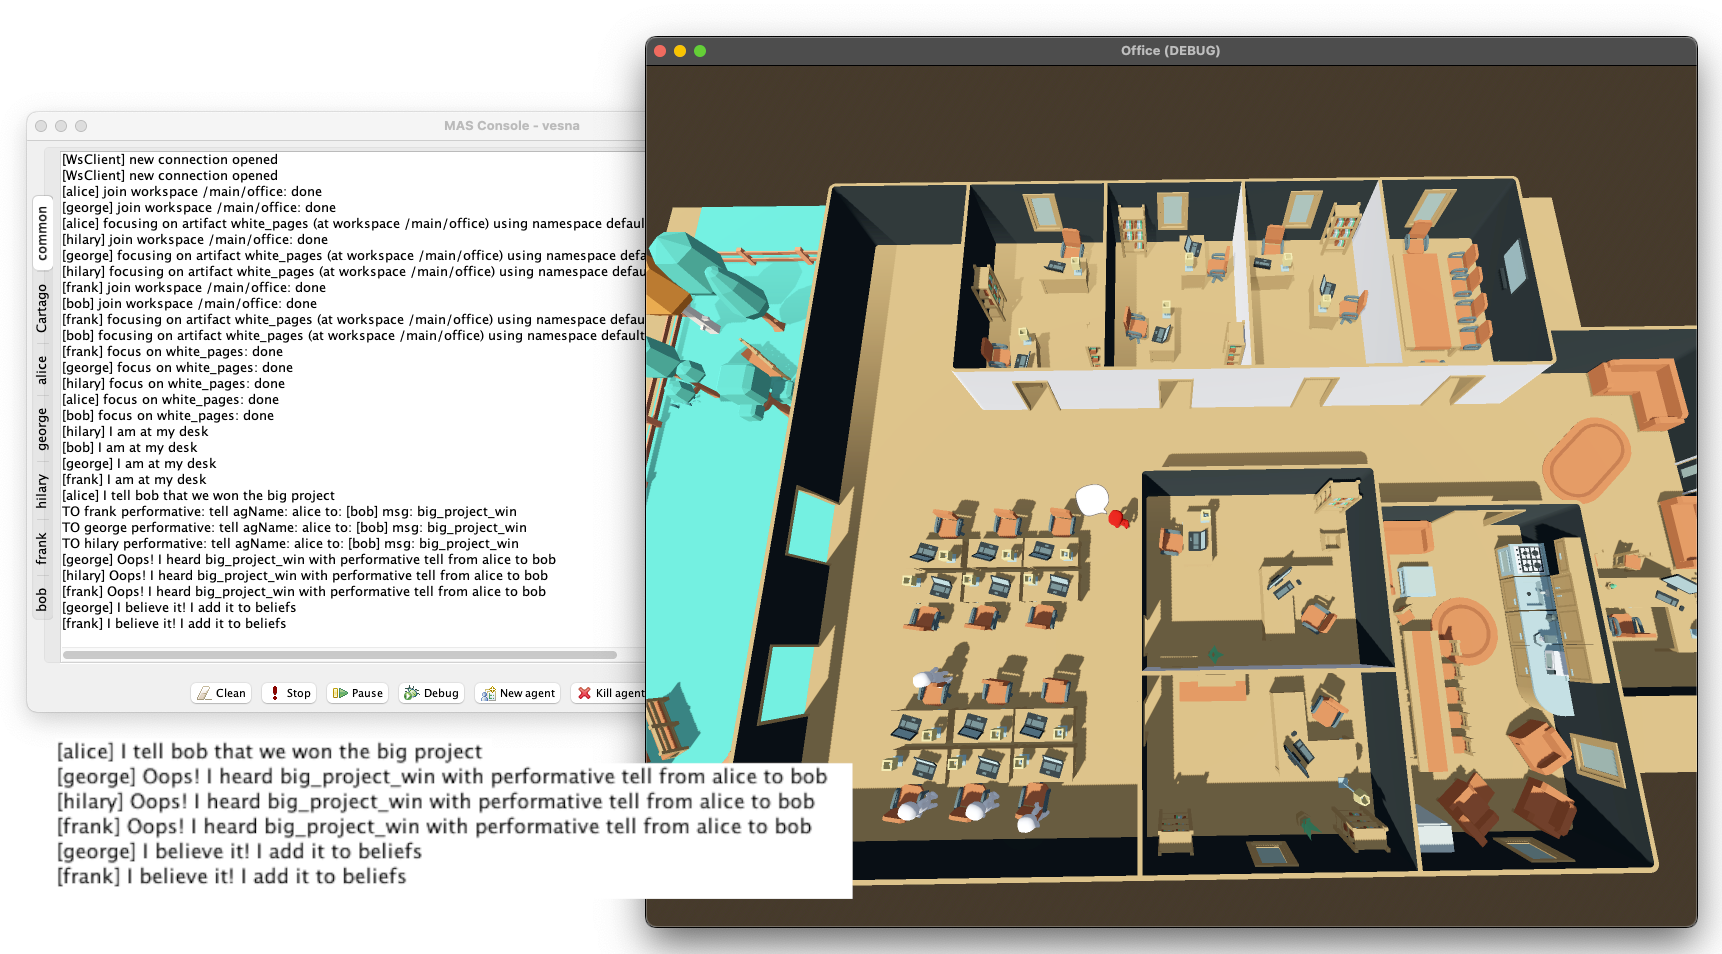 Office (DEBUG)
MAS Console - vesna
common
Cartago
alice
george
hilary
frank
bob
[WsClient] new connection opened
[WsClient] new connection opened
[alice] join workspace /main/office: done
[george] join workspace /main/office: done
[alice] focusing on artifact white_pages (at workspace /main/office) using namespace defaul
[hilary] join workspace /main/office: done
[george] focusing on artifact white_pages (at workspace /main/office) using namespace defa
[hilary] focusing on artifact white_pages (at workspace /main/office) using namespace defau
[frank] join workspace /main/office: done
[bob] join workspace /main/office: done
[frank] focusing on artifact white_pages (at workspace /main/office) using namespace defau
[bob] focusing on artifact white_pages (at workspace /main/office) using namespace default
[frank] focus on white_pages: done
[george] focus on white_pages: done
[hilary] focus on white_pages: done
[alice] focus on white_pages: done
[bob] focus on white_pages: done
[hilary] I am at my desk
[bob] I am at my desk
[george] I am at my desk
[frank] I am at my desk
[alice] I tell bob that we won the big project
TO frank performative: tell agName: alice to: [bob] msg: big_project_win
TO george performative: tell agName: alice to: [bob] msg: big_project_win
TO hilary performative: tell agName: alice to: [bob] msg: big_project_win
[george] Oops! I heard big_project_win with performative tell from alice to bob
[hilary] Oops! I heard big_project_win with performative tell from alice to bob
[frank] Oops! I heard big_project_win with performative tell from alice to bob
[george] I believe it! I add it to beliefs
[frank] I believe it! I add it to beliefs
Clean Stop Pause Debug New agent Kill agent
[alice] I tell bob that we won the big project
[george] Oops! I heard big_project_win with performative tell from alice to bob
[hilary] Oops! I heard big_project_win with performative tell from alice to bob
[frank] Oops! I heard big_project_win with performative tell from alice to bob
[george] I believe it! I add it to beliefs
[frank] I believe it! I add it to beliefs